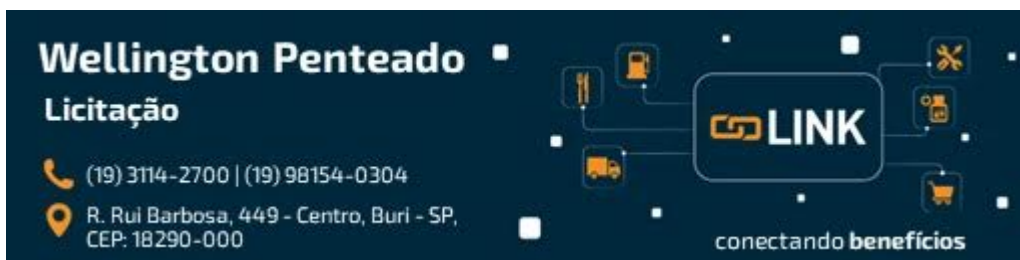 Wellington Penteado
Licitação
(19) 3114-2700 | (19) 98154-0304
R. Rui Barbosa, 449 - Centro, Buri - SP,
CEP: 18290-000
LINK
conectando benefícios